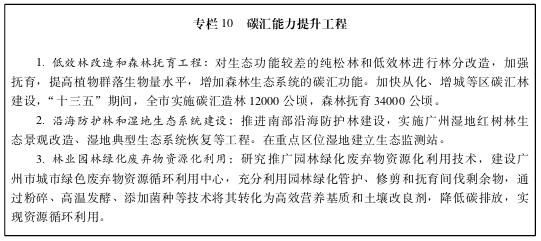 专栏 10　碳汇能力提升工程
1. 低效林改造和森林抚育工程：对生态功能较差的纯松林和低效林进行林分改造，加强
抚育，提高植物群落生物量水平，增加森林生态系统的碳汇功能。加快从化、增城等区碳汇林
建设，“十三五”期间，全市实施碳汇造林 12000 公顷，森林抚育 34000 公顷。
2. 沿海防护林和湿地生态系统建设：推进南部沿海防护林建设，实施广州湿地红树林生
态景观改造、湿地典型生态系统恢复等工程。在重点区位湿地建立生态监测站。
3. 林业园林绿化废弃物资源化利用：研究推广园林绿化废弃物资源化利用技术，建设广
州市城市绿色废弃物资源循环利用中心，充分利用园林绿化管护、修剪和抚育间伐剩余物，通
过粉碎、高温发酵、添加菌种等技术将其转化为高效营养基质和土壤改良剂，降低碳排放，实
现资源循环利用。